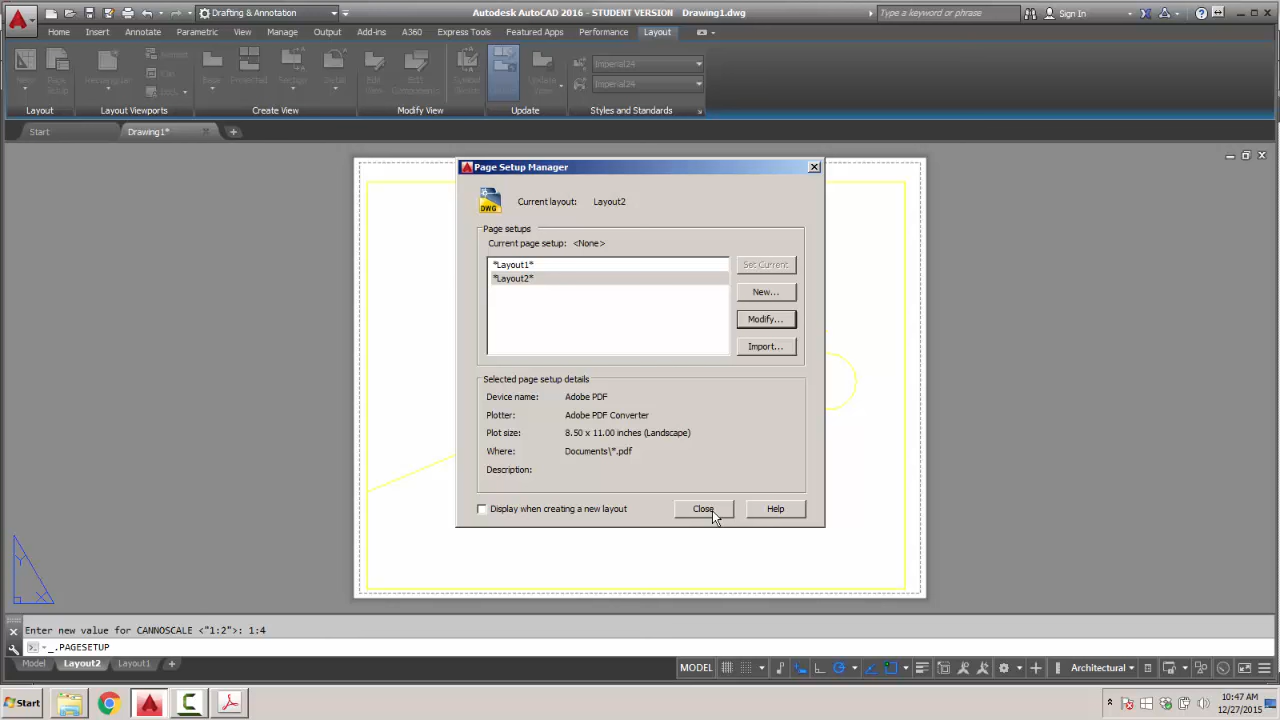 Drafting & Annotation
Autodesk AutoCAD 2016 - STUDENT VERSION Drawing1.dwg
Type a keyword or phrase
Sign In
Home Insert Annotate Parametric View Manage Output Add-ins A360 Express Tools Featured Apps Performance Layout
Imperial24
Imperial24
Layout Layout Viewports Create View Modify View Update Styles and Standards
Start Drawing1*
Page Setup Manager
DWG
Current layout: Layout2
Page setups
Current page setup: <None>
*Layout1*
Set Current
*Layout2*
New...
Modify...
Import...
Selected page setup details
Device name: Adobe PDF
Plotter: Adobe PDF Converter
Plot size: 8.50 x 11.00 inches (Landscape)
Where: Documents\*.pdf
Description:
Display when creating a new layout
Close
Help
Y
X
Enter new value for CANNOSCALE <"1:2">: 1:4
_.PAGESETUP
Model Layout2 Layout1 +
MODEL
Architectural
Start
10:47 AM
12/27/2015